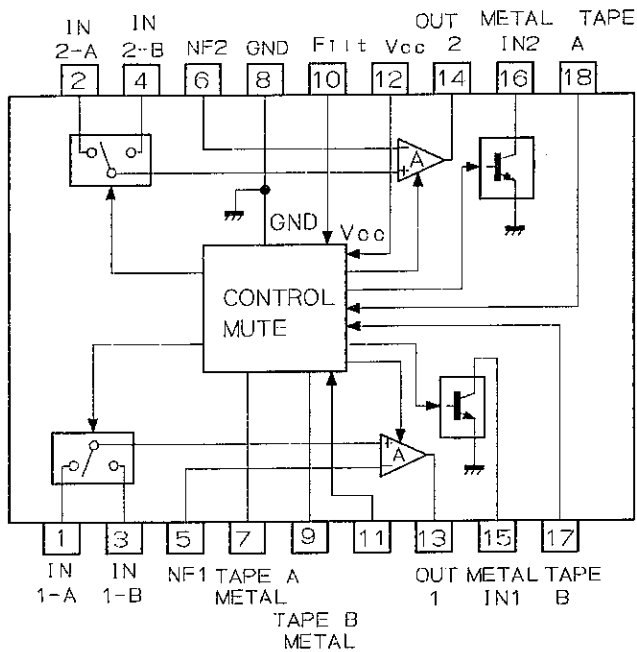 IN 2-A
IN 2-B
NF2
GND
Filt
Vcc
OUT 2
METAL IN2
TAPE A
2
4
6
8
10
12
14
16
18
A
GND
Vcc
CONTROL
MUTE
A
1
3
5
7
9
11
13
15
17
IN 1-A
IN 1-B
NF1
TAPE A METAL
TAPE B METAL
OUT 1
METAL IN1
TAPE B